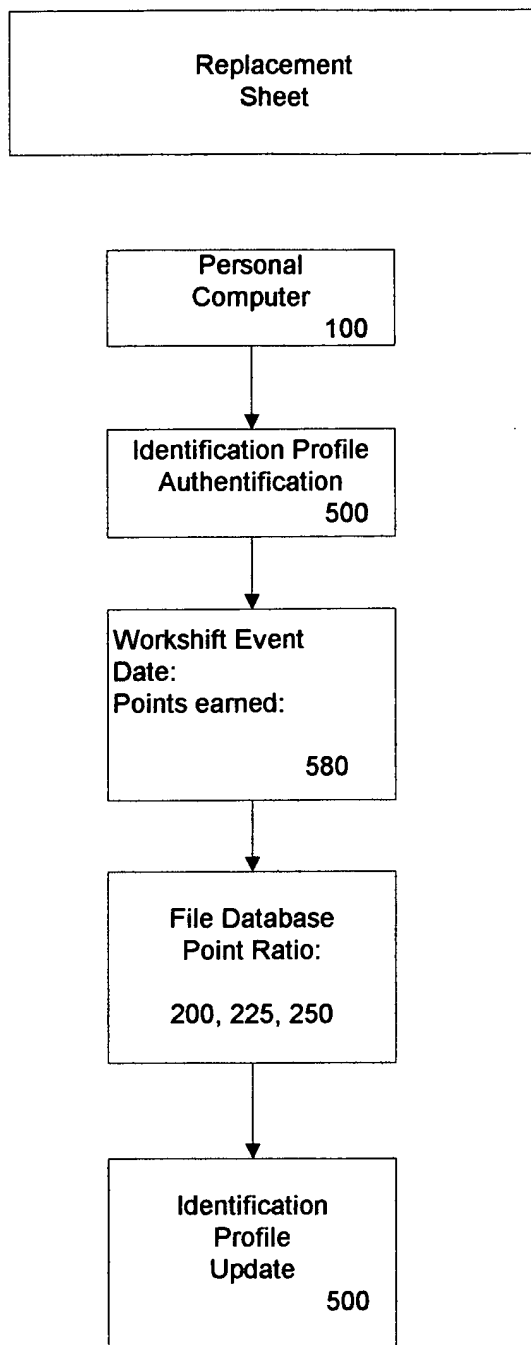 Replacement
Sheet
Personal
Computer
100
Identification Profile
Authentification
500
Workshift Event
Date:
Points earned:
580
File Database
Point Ratio:
200, 225, 250
Identification
Profile
Update
500